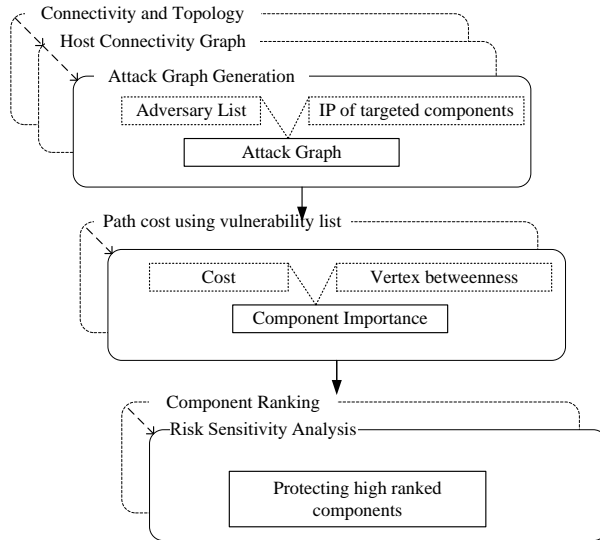 Connectivity and Topology
Host Connectivity Graph
Attack Graph Generation
Adversary List
IP of targeted components
Attack Graph
Path cost using vulnerability list
Cost
Vertex betweenness
Component Importance
Component Ranking
Risk Sensitivity Analysis
Protecting high ranked
components